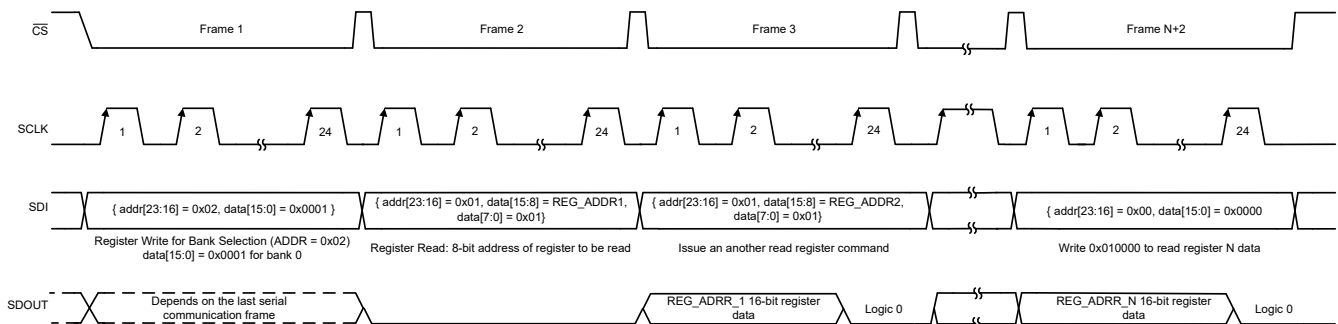 CS
Frame 1
Frame 2
Frame 3
Frame N+2
SCLK
1
2
24
1
2
24
1
2
24
1
2
24
SDI
{ addr[23:16] = 0x02, data[15:0] = 0x0001 }
{ addr[23:16] = 0x01, data[15:8] = REG_ADDR1,
data[7:0] = 0x01}
{ addr[23:16] = 0x01, data[15:8] = REG_ADDR2,
data[7:0] = 0x01}
{ addr[23:16] = 0x00, data[15:0] = 0x0000
Register Write for Bank Selection (ADDR = 0x02)
data[15:0] = 0x0001 for bank 0
Register Read: 8-bit address of register to be read
Issue an another read register command
Write 0x010000 to read register N data
SDOUT
Depends on the last serial
communication frame
REG_ADRR_1 16-bit register
data
Logic 0
REG_ADRR_N 16-bit register
data
Logic 0